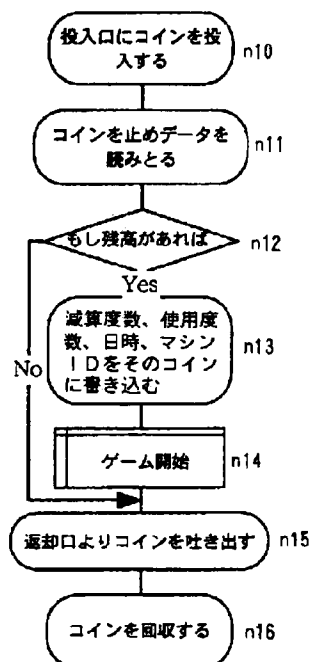 投入口にコインを投
入する
n10
コインを止めデータを
読みとる
n11
もし残高があれば
n12
Yes
減算度数、使用度
数、日時、マシン
IDをそのコイン
に書き込む
n13
No
ゲーム開始
n14
返却口よりコインを吐き出す
n15
コインを回収する
n16